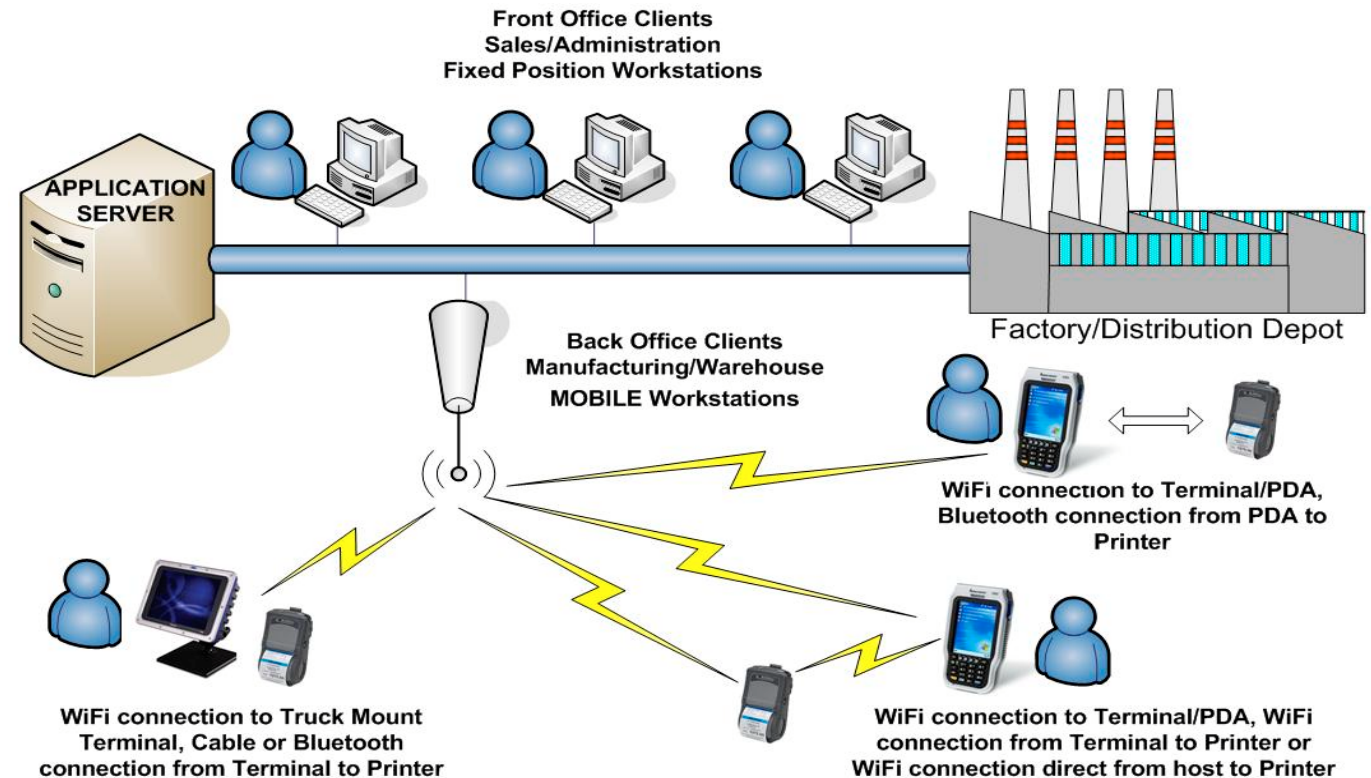 Front Office Clients
Sales/Administration
Fixed Position Workstations
APPLICATION
SERVER
Factory/Distribution Depot
Back Office Clients
Manufacturing/Warehouse
MOBILE Workstations
WiFi connection to Terminal/PDA,
Bluetooth connection from PDA to
Printer
WiFi connection to Truck Mount
Terminal, Cable or Bluetooth
connection from Terminal to Printer
WiFi connection to Terminal/PDA, WiFi
connection from Terminal to Printer or
WiFi connection direct from host to Printer